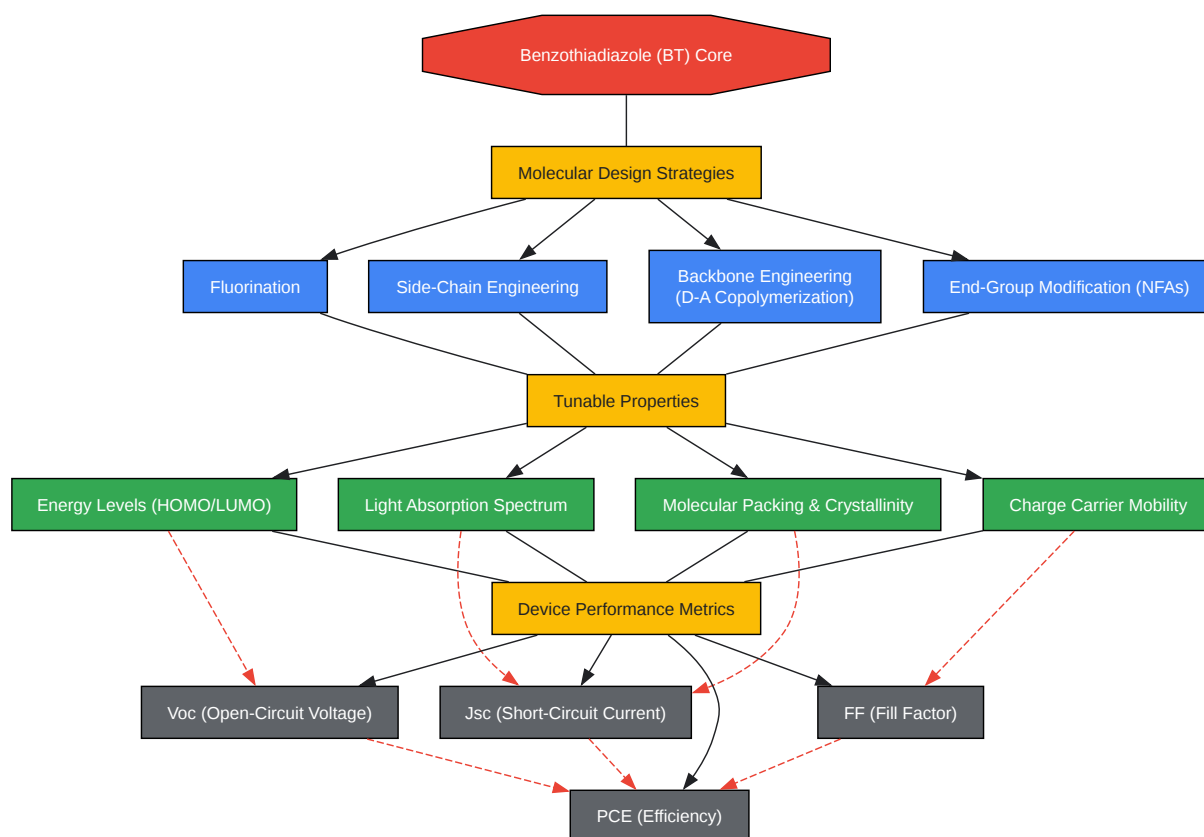 Benzothiadiazole (BT) Core
Molecular Design Strategies
Fluorination
Side-Chain Engineering
Backbone Engineering
(D-A Copolymerization)
End-Group Modification (NFAs)
Tunable Properties
Energy Levels (HOMO/LUMO)
Light Absorption Spectrum
Molecular Packing & Crystallinity
Charge Carrier Mobility
Device Performance Metrics
Voc (Open-Circuit Voltage)
Jsc (Short-Circuit Current)
FF (Fill Factor)
PCE (Efficiency)